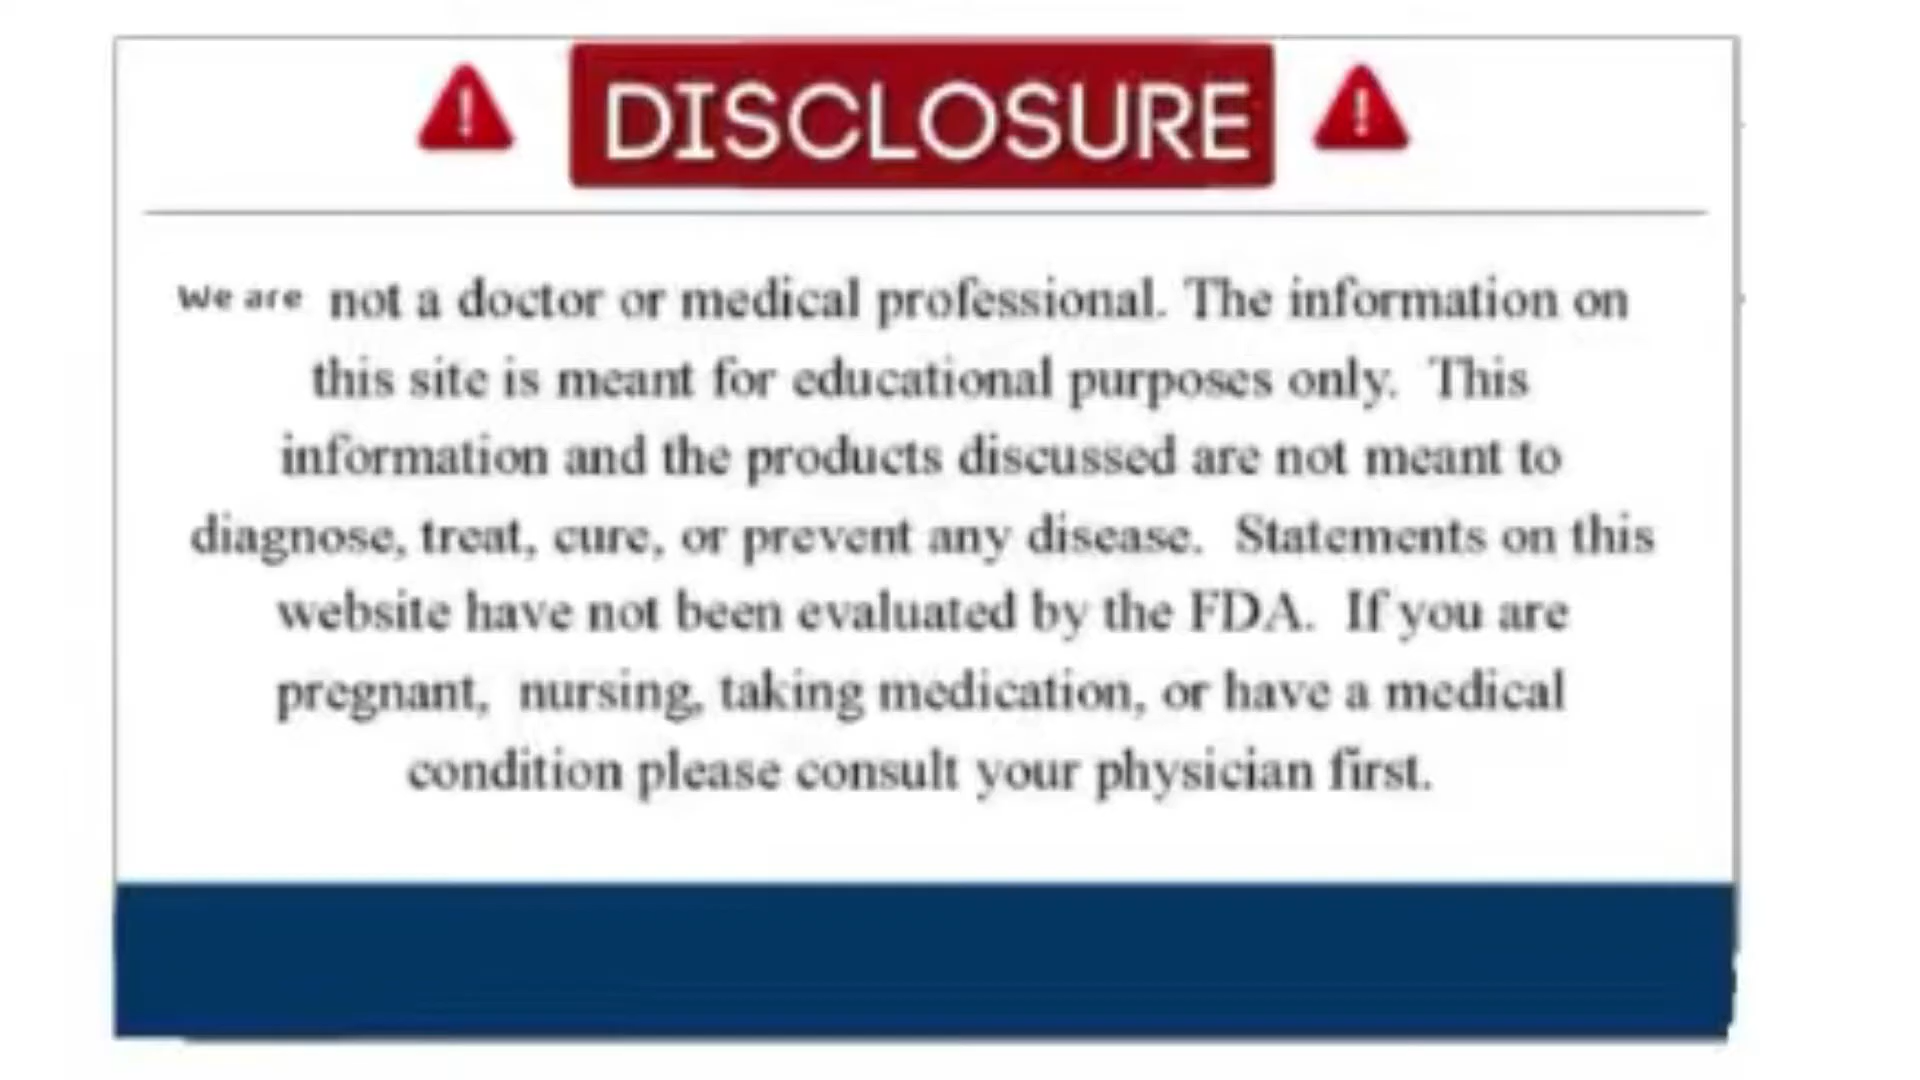 DISCLOSURE
We are not a doctor or medical professional. The information on
this site is meant for educational purposes only. This
information and the products discussed are not meant to
diagnose, treat, cure, or prevent any disease. Statements on this
website have not been evaluated by the FDA. If you are
pregnant, nursing, taking medication, or have a medical
condition please consult your physician first.